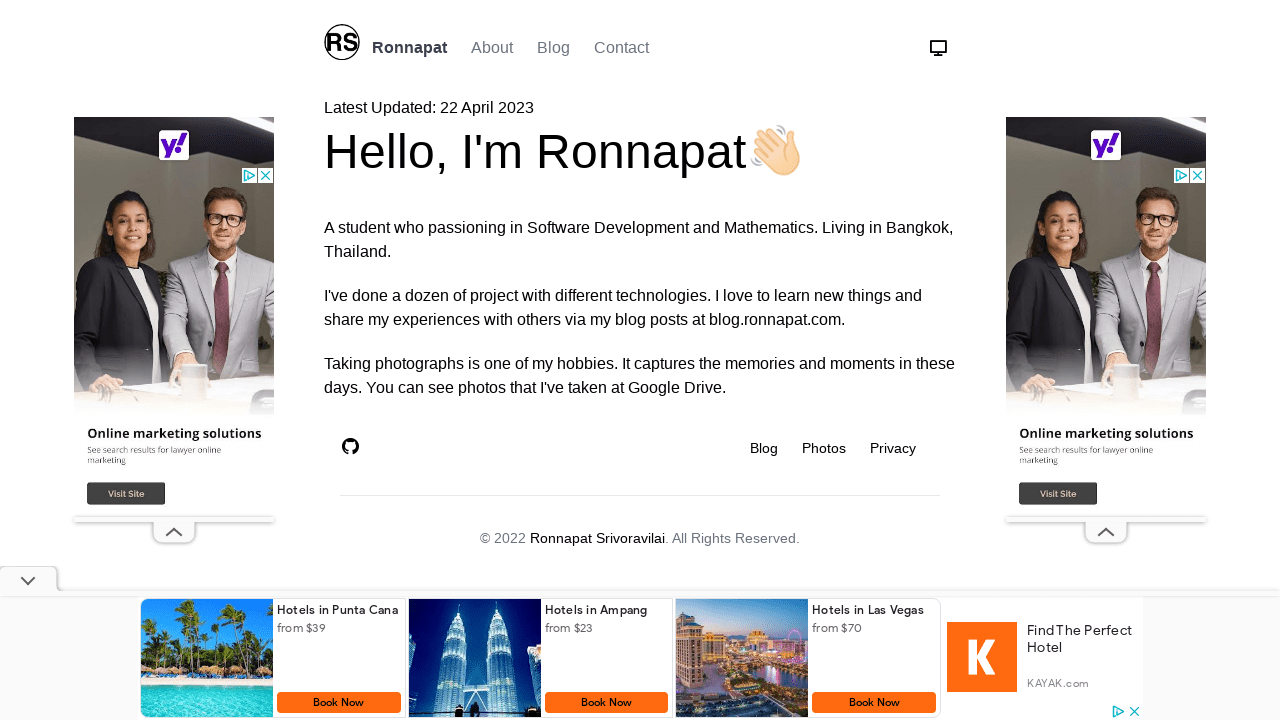 RS Ronnapat About Blog Contact
Latest Updated: 22 April 2023
Hello, I'm Ronnapat👋🏻
A student who passioning in Software Development and Mathematics. Living in Bangkok,
Thailand.
I've done a dozen of project with different technologies. I love to learn new things and
share my experiences with others via my blog posts at blog.ronnapat.com.
Taking photographs is one of my hobbies. It captures the memories and moments in these
days. You can see photos that I've taken at Google Drive.
Blog Photos Privacy
© 2022 Ronnapat Srivoravilai. All Rights Reserved.
y!
Online marketing solutions
See search results for lawyer online
marketing
Visit Site
y!
Online marketing solutions
See search results for lawyer online
marketing
Visit Site
Hotels in Punta Cana
from $39
Book Now
Hotels in Ampang
from $23
Book Now
Hotels in Las Vegas
from $70
Book Now
K
Find The Perfect
Hotel
KAYAK.com